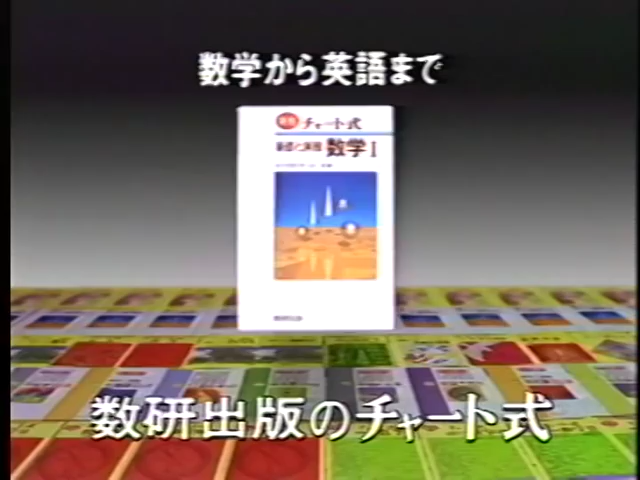 数学から英語まで
チャート式
数学I
数研出版のチャート式